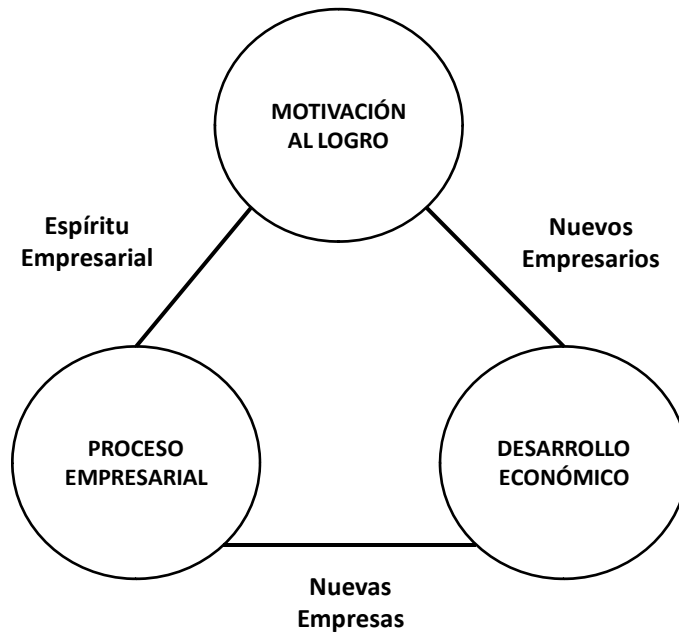 MOTIVACIÓN
AL LOGRO
Espíritu
Empresarial
Nuevos
Empresarios
PROCESO
EMPRESARIAL
DESARROLLO
ECONÓMICO
Nuevas
Empresas